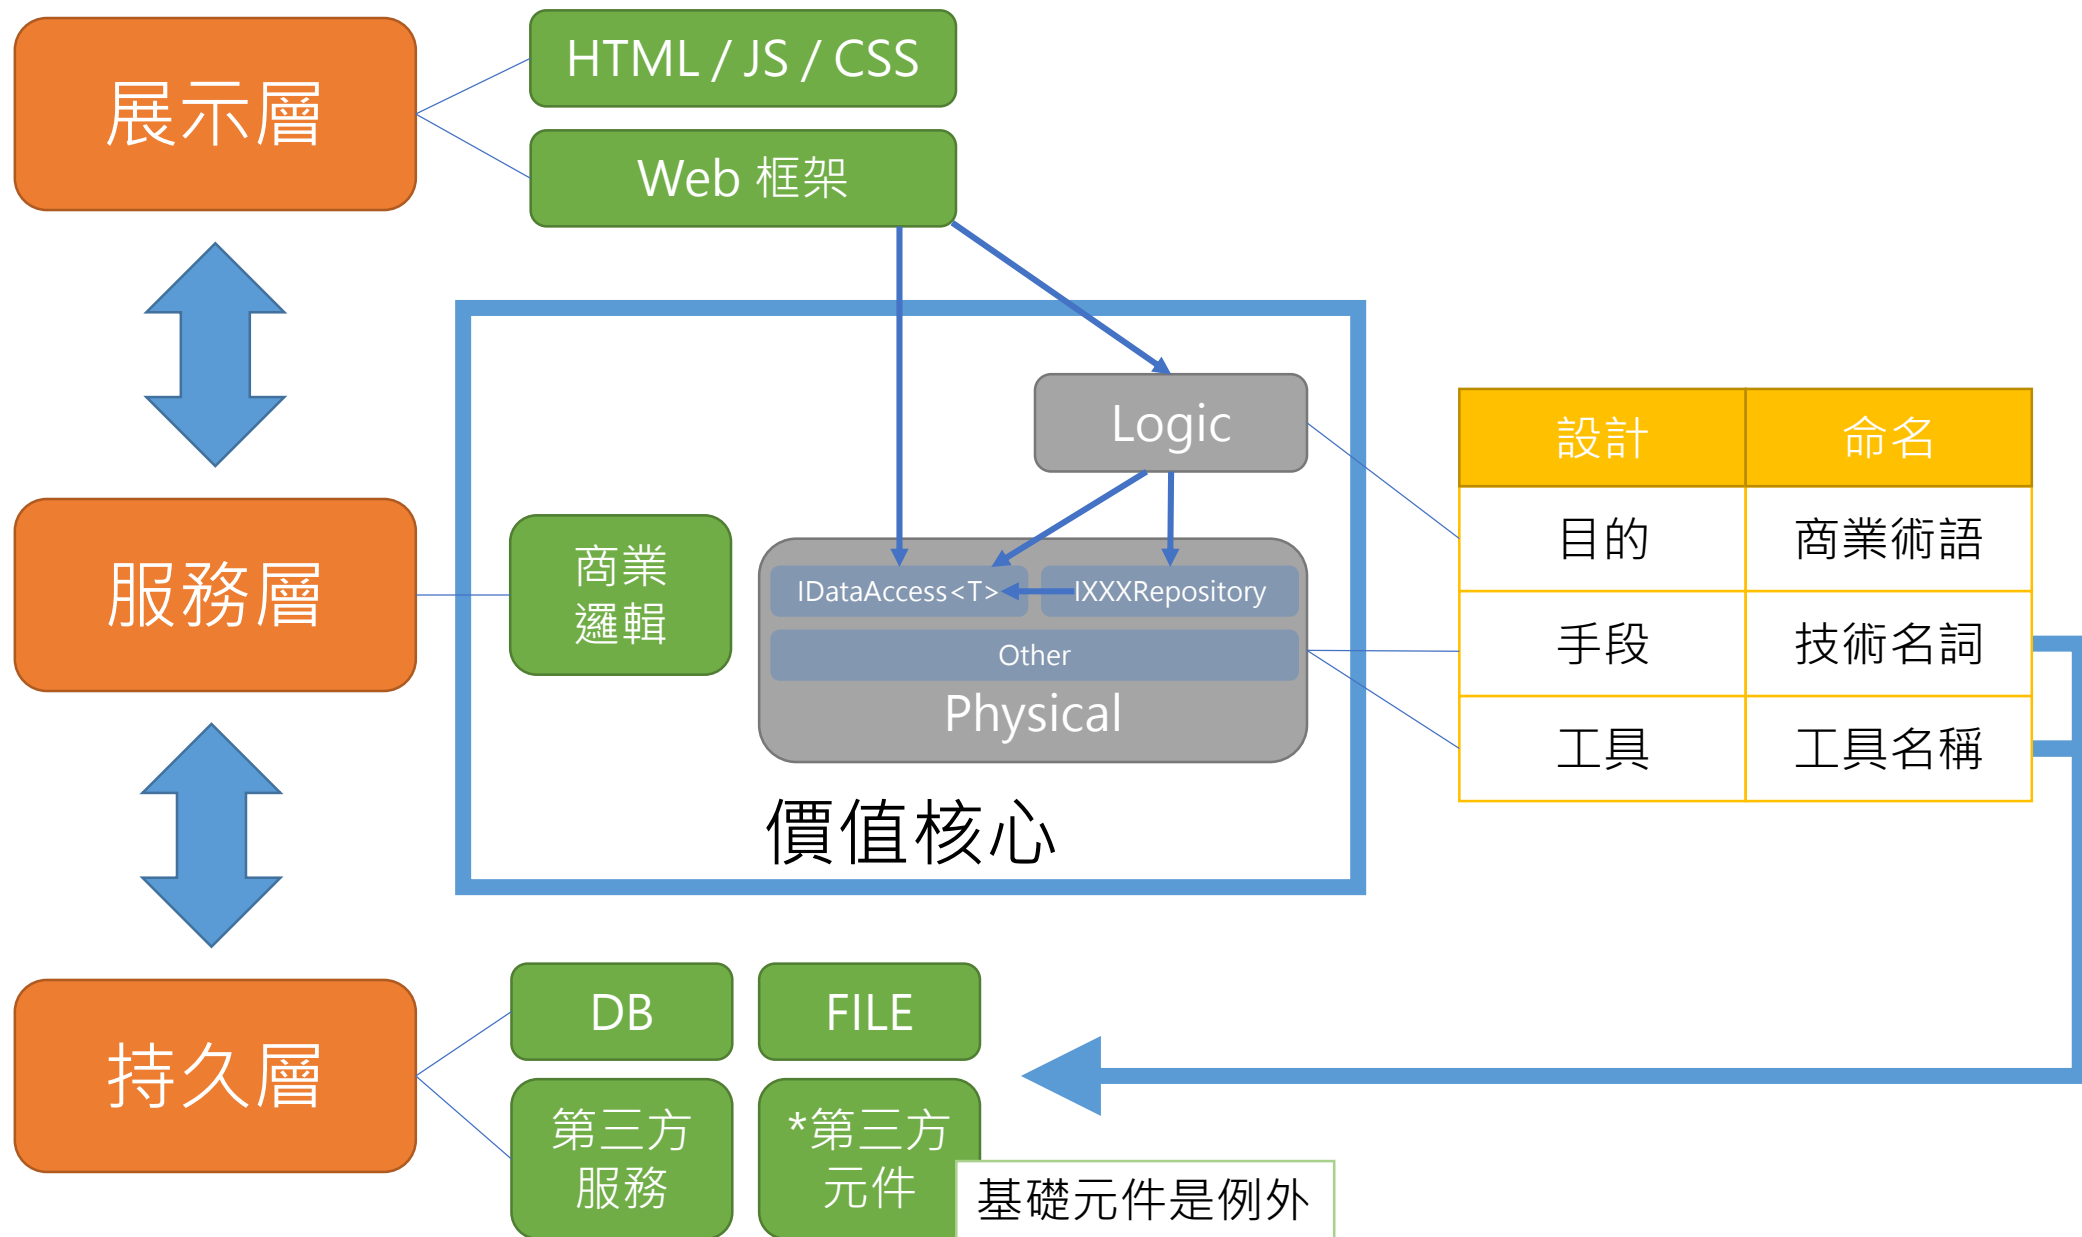 展示層
HTML / JS / CSS
Web 框架
Logic
設計
命名
目的
商業術語
手段
技術名詞
工具
工具名稱
服務層
商業
邏輯
IDataAccess<T>
IXXXRepository
Other
Physical
價值核心
持久層
DB
FILE
第三方
服務
*第三方
元件
基礎元件是例外